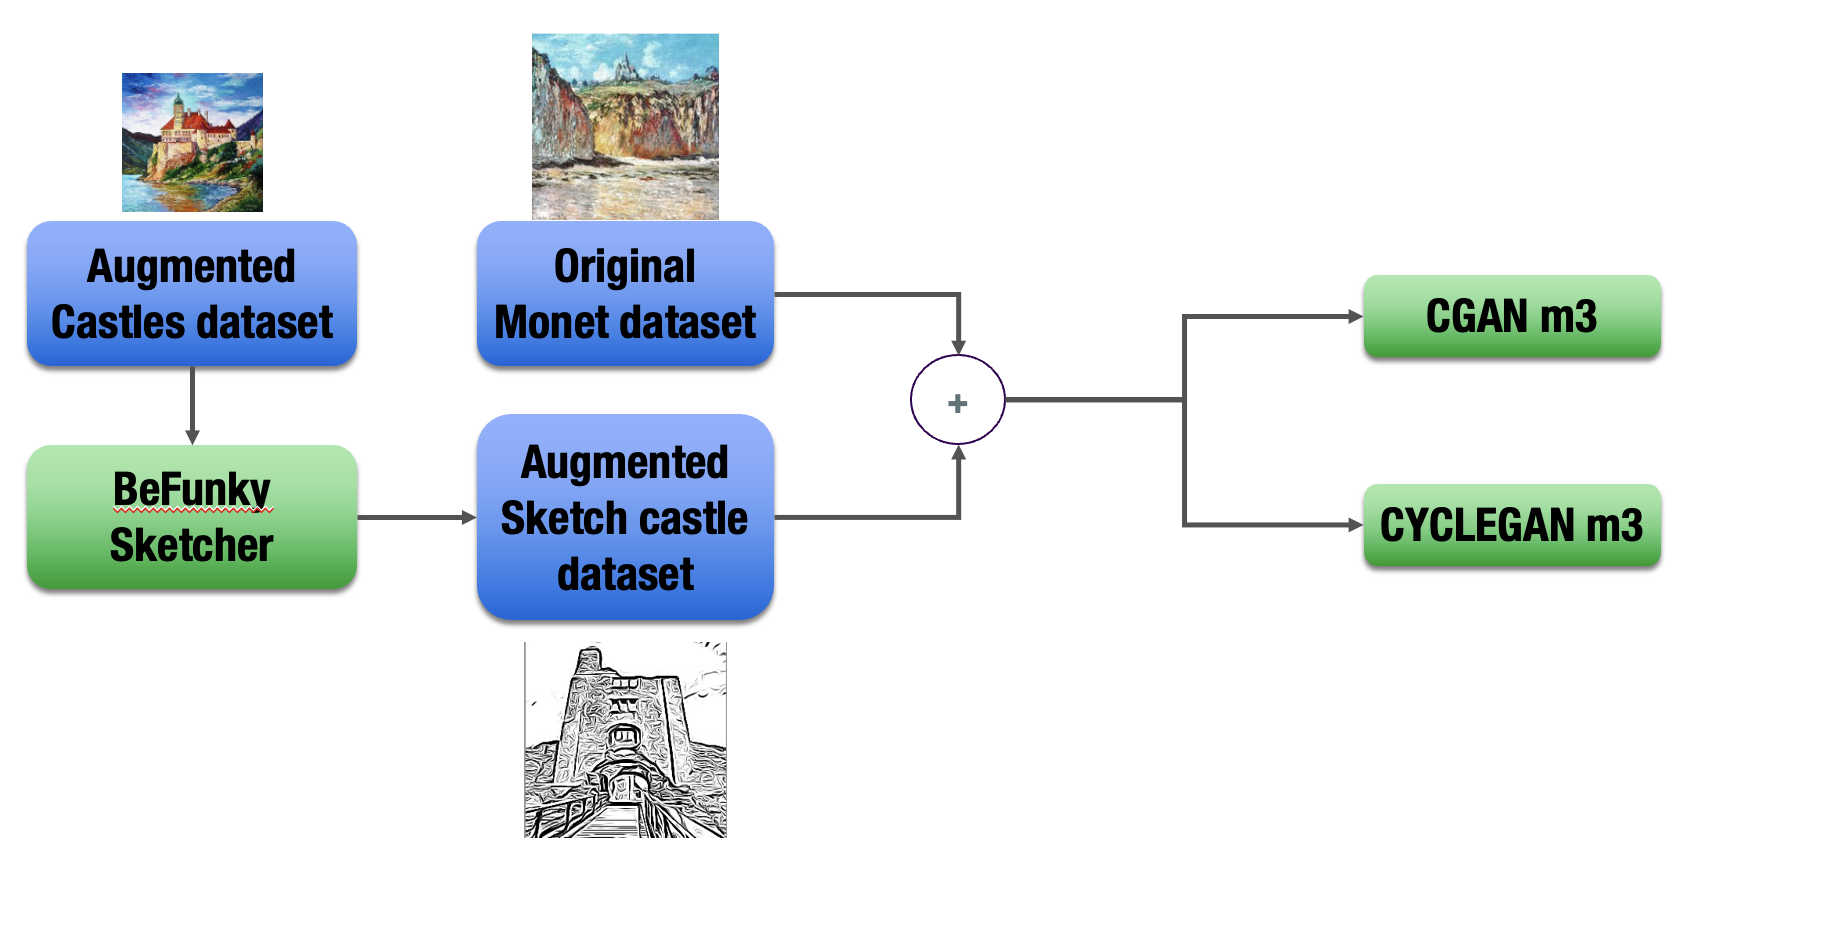 Augmented
Castles dataset
Original
Monet dataset
BeFunky
Sketcher
Augmented
Sketch castle
dataset
+
CGAN m3
CYCLEGAN m3